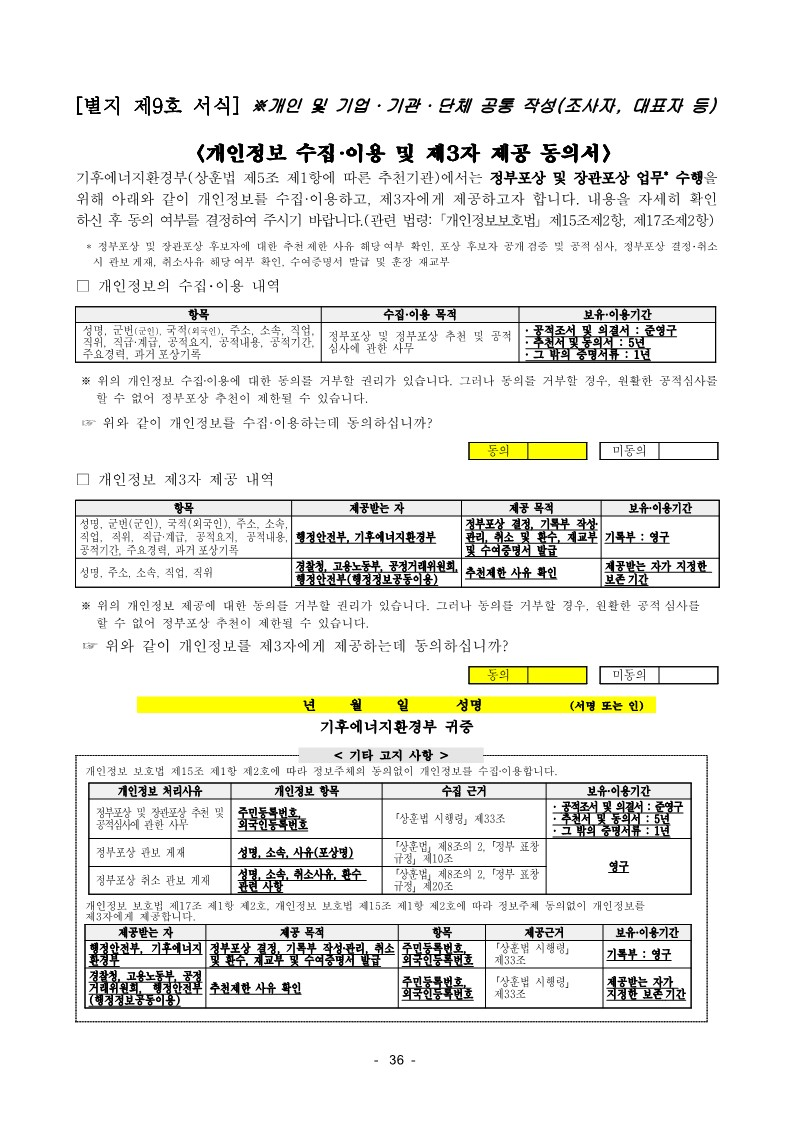 [별지 제9호 서식] ※개인 및 기업·기관·단체 공통 작성(조사자, 대표자 등)
<개인정보 수집·이용 및 제3자 제공 동의서>
기후에너지환경부(상훈법 제5조 제1항에 따른 추천기관)에서는 정부포상 및 장관포상 업무* 수행을
위해 아래와 같이 개인정보를 수집·이용하고, 제3자에게 제공하고자 합니다. 내용을 자세히 확인
하신 후 동의 여부를 결정하여 주시기 바랍니다.(관련 법령:「개인정보보호법」제15조제2항, 제17조제2항)
* 정부포상 및 장관포상 후보자에 대한 추천 제한 사유 해당 여부 확인, 포상 후보자 공개 검증 및 공적 심사, 정부포상 결정·취소
시 관보 게재, 취소사유 해당 여부 확인, 수여증명서 발급 및 훈장 재교부
□ 개인정보의 수집·이용 내역
항목 수집·이용 목적 보유·이용기간
성명, 군번(군인), 국적(외국인), 주소, 소속, 직업,
직위, 직급·계급, 공적요지, 공적내용, 공적기간,
주요경력, 과거 포상기록
정부포상 및 정부포상 추천 및 공적
심사에 관한 사무
· 공적조서 및 의결서 : 준영구
· 추천서 및 동의서 : 5년
· 그 밖의 증명서류 : 1년
※ 위의 개인정보 수집·이용에 대한 동의를 거부할 권리가 있습니다. 그러나 동의를 거부할 경우, 원활한 공적심사를
할 수 없어 정부포상 추천이 제한될 수 있습니다.
☞ 위와 같이 개인정보를 수집·이용하는데 동의하십니까?
동의 미동의
□ 개인정보 제3자 제공 내역
항목 제공받는 자 제공 목적 보유·이용기간
성명, 군번(군인), 국적(외국인), 주소, 소속,
직업, 직위, 직급·계급, 공적요지, 공적내용,
공적기간, 주요경력, 과거 포상기록
행정안전부, 기후에너지환경부
정부포상 결정, 기록부 작성·
관리, 취소 및 환수, 재교부
및 수여증명서 발급
기록부 : 영구
성명, 주소, 소속, 직업, 직위
경찰청, 고용노동부, 공정거래위원회,
행정안전부(행정정보공동이용)
추천제한 사유 확인
제공받는 자가 지정한
보존 기간
※ 위의 개인정보 제공에 대한 동의를 거부할 권리가 있습니다. 그러나 동의를 거부할 경우, 원활한 공적 심사를
할 수 없어 정부포상 추천이 제한될 수 있습니다.
☞ 위와 같이 개인정보를 제3자에게 제공하는데 동의하십니까?
동의 미동의
년 월 일 성명 (서명 또는 인)
기후에너지환경부 귀중
< 기타 고지 사항 >
개인정보 보호법 제15조 제1항 제2호에 따라 정보주체의 동의없이 개인정보를 수집·이용합니다.
개인정보 처리사유 개인정보 항목 수집 근거 보유·이용기간
정부포상 및 장관포상 추천 및
공적심사에 관한 사무
주민등록번호,
외국인등록번호
「상훈법 시행령」제33조
· 공적조서 및 의결서 : 준영구
· 추천서 및 동의서 : 5년
· 그 밖의 증명서류 : 1년
정부포상 관보 게재
성명, 소속, 사유(포상명)
「상훈법」제8조의 2,「정부 표창
규정」제10조
영구
정부포상 취소 관보 게재
성명, 소속, 취소사유, 환수
관련 사항
「상훈법」제8조의 2,「정부 표창
규정」제20조
개인정보 보호법 제17조 제1항 제2호, 개인정보 보호법 제15조 제1항 제2호에 따라 정보주체 동의없이 개인정보를
제3자에게 제공합니다.
제공받는 자 제공 목적 항목 제공근거 보유·이용기간
행정안전부, 기후에너지
환경부
정부포상 결정, 기록부 작성·관리, 취소
및 환수, 재교부 및 수여증명서 발급
주민등록번호,
외국인등록번호
「상훈법 시행령」
제33조
기록부 : 영구
경찰청, 고용노동부, 공정
거래위원회, 행정안전부
(행정정보공동이용)
추천제한 사유 확인
주민등록번호,
외국인등록번호
「상훈법 시행령」
제33조
제공받는 자가
지정한 보존 기간
- 36 -